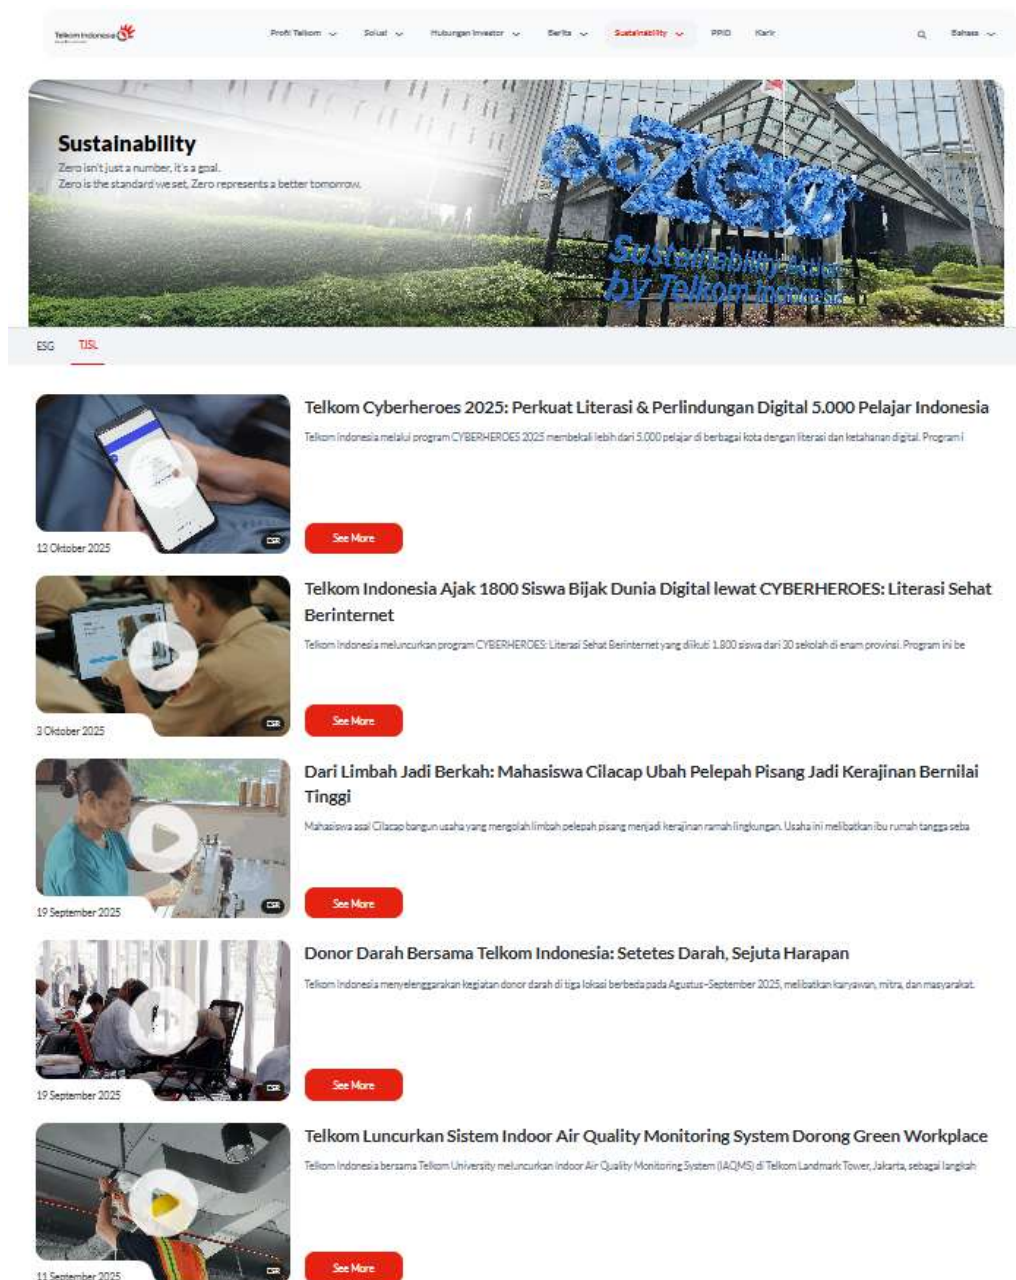 Telkom Indonesia
Profil Telkom
Solusi
Hubungan Investor
Berita
Sustainability
PPID
Karir
Bahasa
Sustainability
Zero isn't just a number, it's a goal.
Zero is the standard we set, Zero represents a better tomorrow.
GoZero
Sustainability Action
by Telkom Indonesia
ESG
TJSL
Telkom Cyberheroes 2025: Perkuat Literasi & Perlindungan Digital 5.000 Pelajar Indonesia
Telkom Indonesia melalui program CYBERHEROES 2025 membekali lebih dari 5.000 pelajar di berbagai kota dengan literasi dan ketahanan digital. Program i
CSR
13 Oktober 2025
See More
Telkom Indonesia Ajak 1800 Siswa Bijak Dunia Digital lewat CYBERHEROES: Literasi Sehat
Berinternet
Telkom Indonesia meluncurkan program CYBERHEROES: Literasi Sehat Berinternet yang diikuti 1.800 siswa dari 30 sekolah di enam provinsi. Program ini be
CSR
3 Oktober 2025
See More
Dari Limbah Jadi Berkah: Mahasiswa Cilacap Ubah Pelepah Pisang Jadi Kerajinan Bernilai
Tinggi
Mahasiswa asal Cilacap bangun usaha yang mengolah limbah pelepah pisang menjadi kerajinan ramah lingkungan. Usaha ini melibatkan ibu rumah tangga seba
CSR
19 September 2025
See More
Donor Darah Bersama Telkom Indonesia: Setetes Darah, Sejuta Harapan
Telkom Indonesia menyelenggarakan kegiatan donor darah di tiga lokasi berbeda pada Agustus–September 2025, melibatkan karyawan, mitra, dan masyarakat.
CSR
19 September 2025
See More
Telkom Luncurkan Sistem Indoor Air Quality Monitoring System Dorong Green Workplace
Telkom Indonesia bersama Telkom University meluncurkan Indoor Air Quality Monitoring System (IAQMS) di Telkom Landmark Tower, Jakarta, sebagai langkah
CSR
11 September 2025
See More